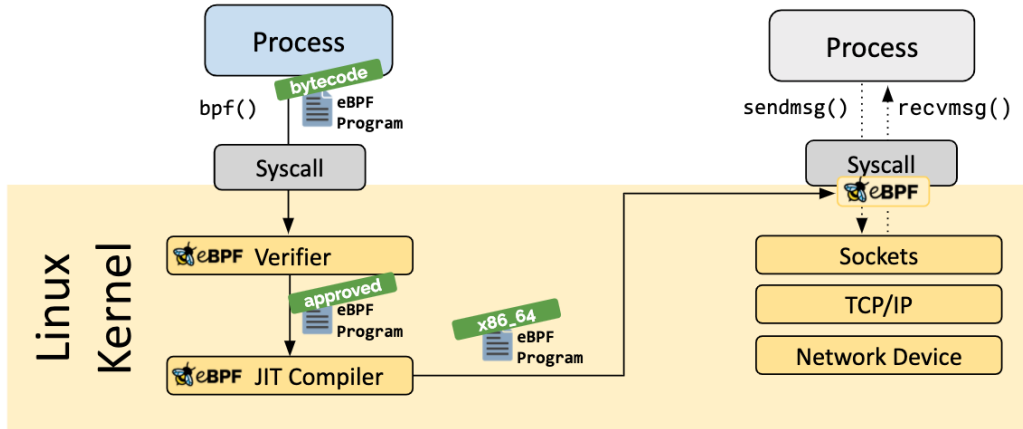 Process
bytecode
bpf()
eBPF
Program
Syscall
Linux
Kernel
eBPF Verifier
approved
eBPF
Program
eBPF JIT Compiler
x86_64
eBPF
Program
Process
sendmsg()
recvmsg()
Syscall
eBPF
Sockets
TCP/IP
Network Device